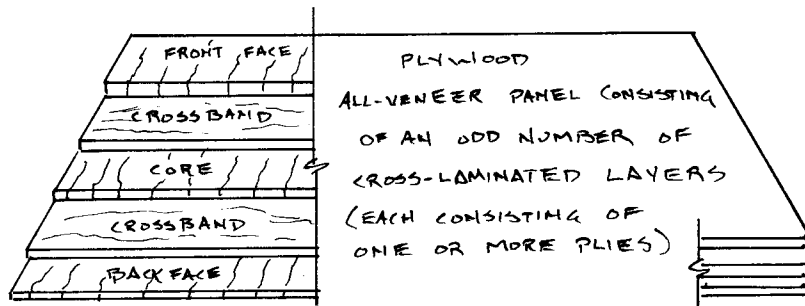 FRONT FACE
CROSSBAND
CORE
CROSSBAND
BACK FACE
PLYWOOD
ALL-VENEER PANEL CONSISTING
OF AN ODD NUMBER OF
CROSS-LAMINATED LAYERS
(EACH CONSISTING OF
ONE OR MORE PLIES)